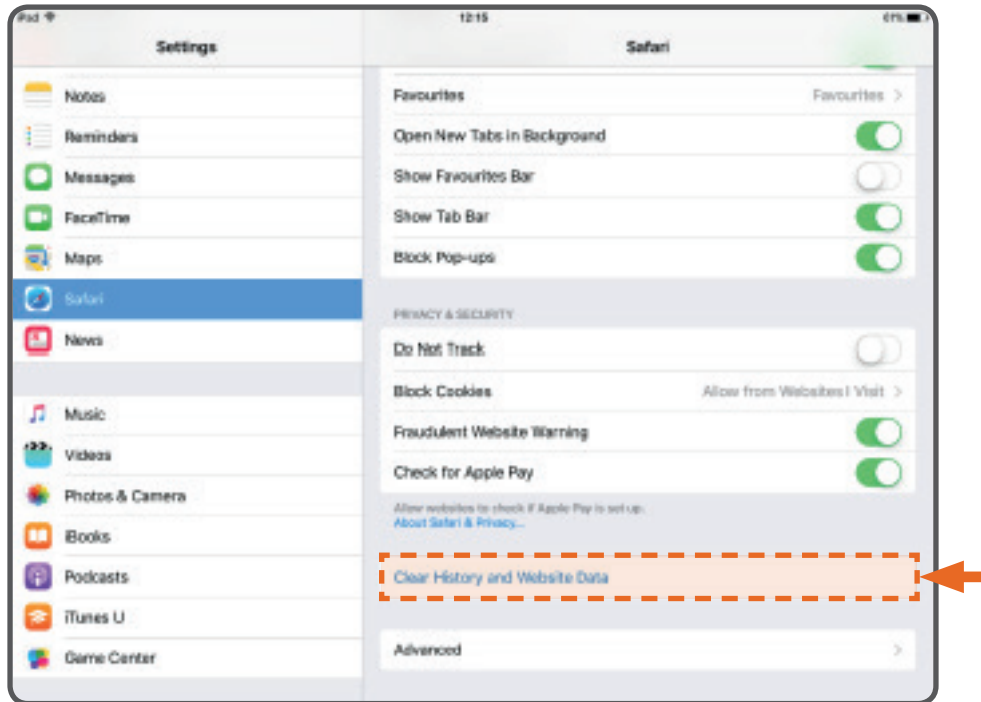 iPad
12:15
61%
Settings
Safari
Notes
Reminders
Messages
FaceTime
Maps
Safari
News
Music
Videos
Photos & Camera
iBooks
Podcasts
iTunes U
Game Center
Favourites
Favourites >
Open New Tabs in Background
Show Favourites Bar
Show Tab Bar
Block Pop-ups
PRIVACY & SECURITY
Do Not Track
Block Cookies
Allow from Websites I Visit >
Fraudulent Website Warning
Check for Apple Pay
Allow websites to check if Apple Pay is set up.
About Safari & Privacy...
Clear History and Website Data
Advanced >